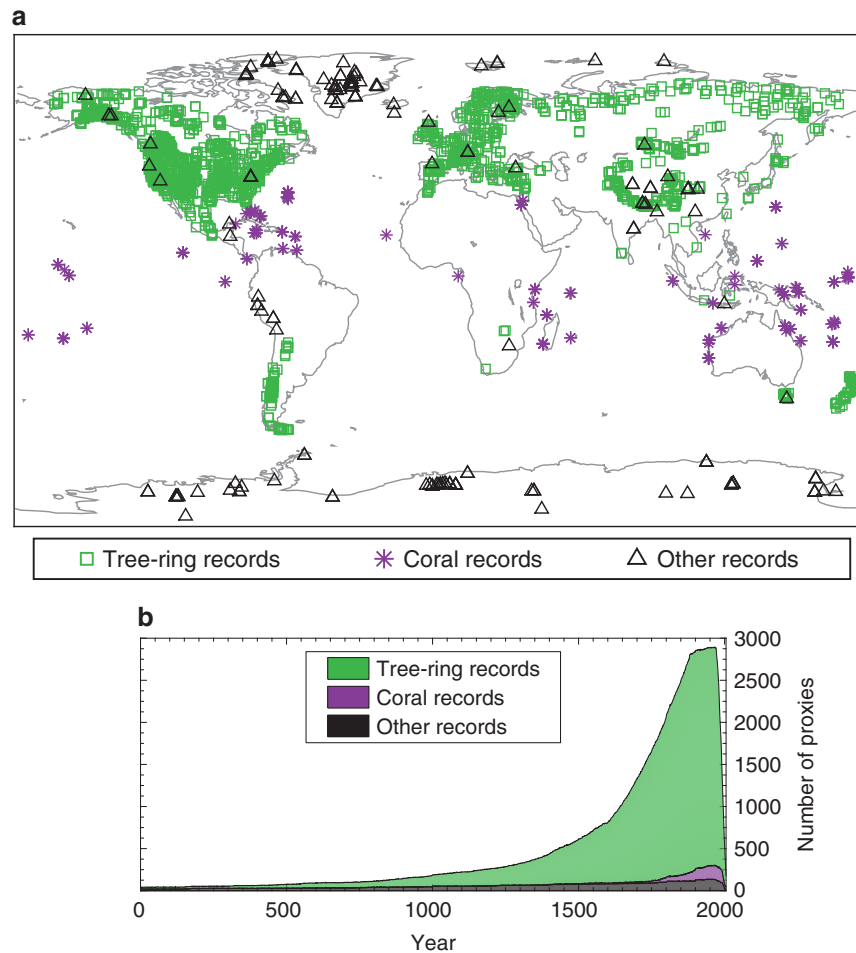 a
Tree-ring records Coral records Other records
b
Tree-ring records
Coral records
Other records
3000
2500
2000
1500
1000
500
0
Number of proxies
0 500 1000 1500 2000
Year